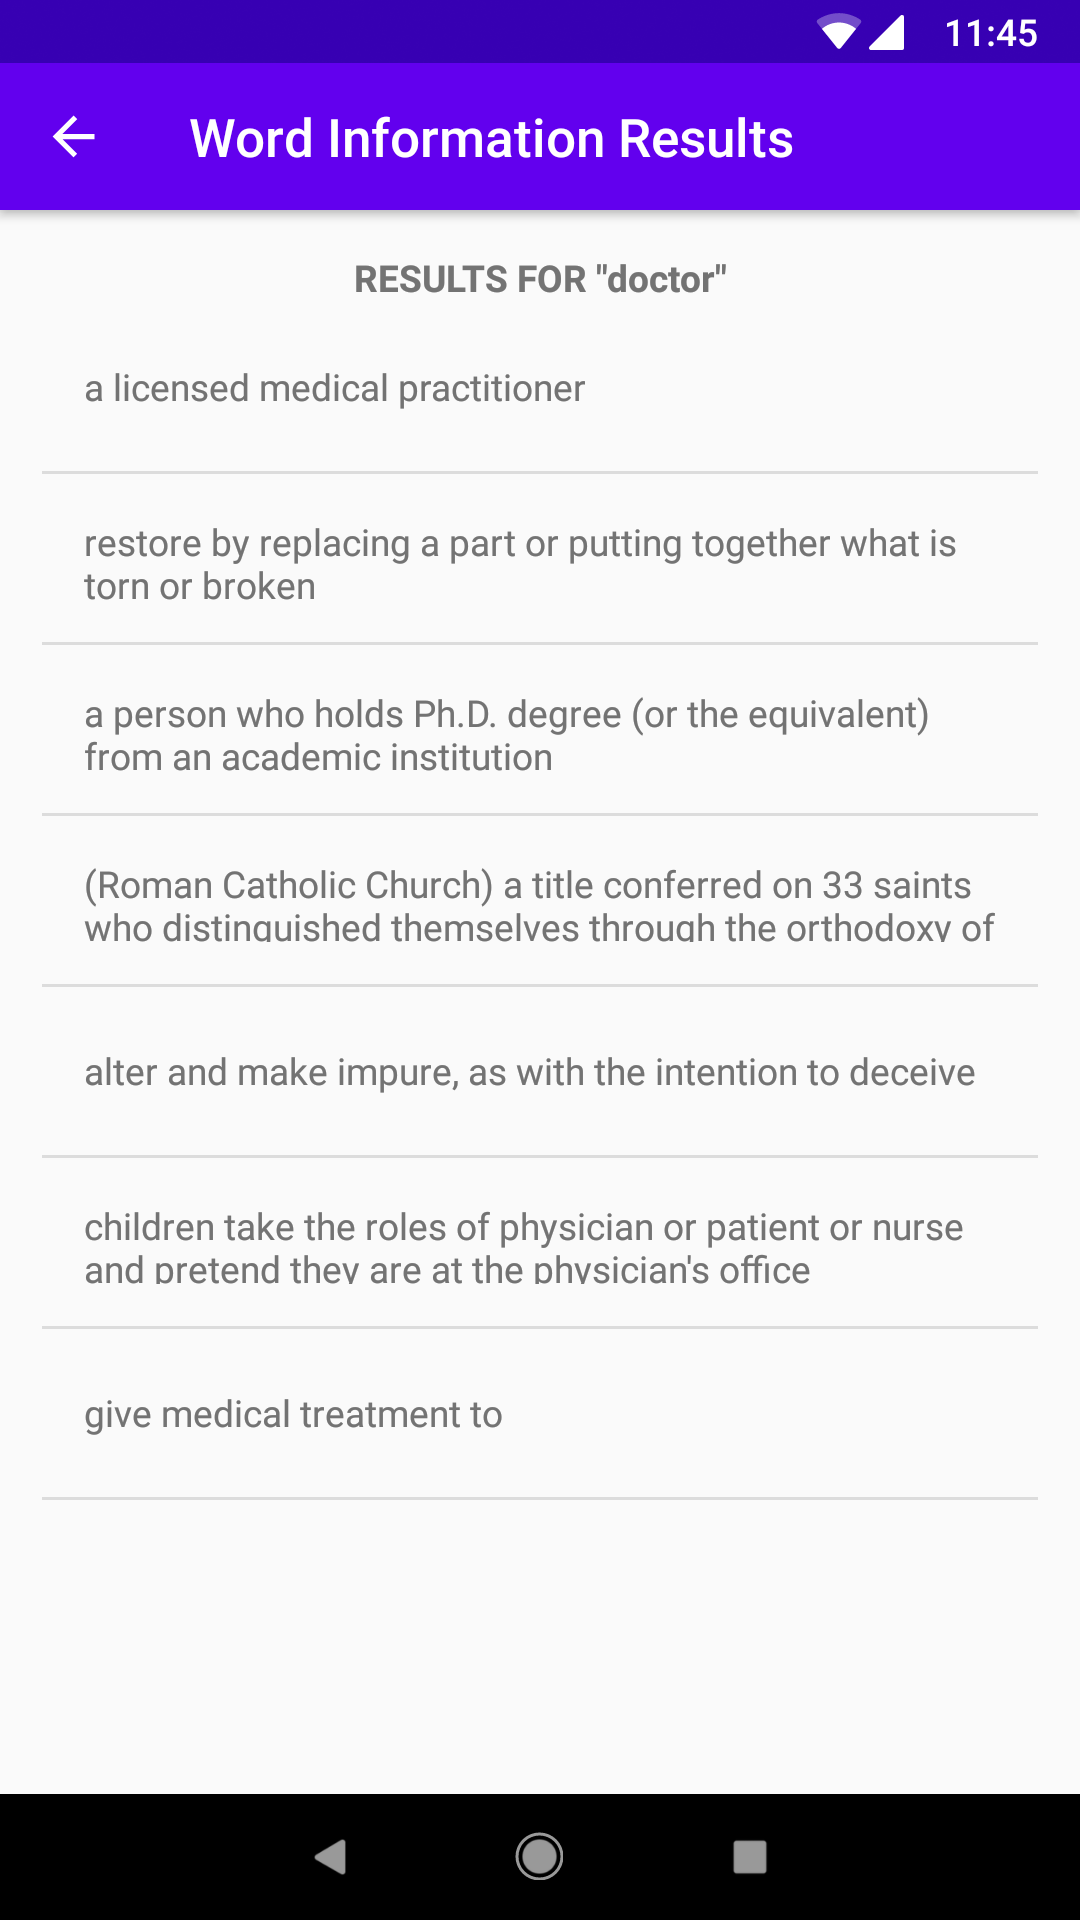 11:45
Word Information Results
RESULTS FOR "doctor"
a licensed medical practitioner
restore by replacing a part or putting together what is
torn or broken
a person who holds Ph.D. degree (or the equivalent)
from an academic institution
(Roman Catholic Church) a title conferred on 33 saints
who distinguished themselves through the orthodoxy of
alter and make impure, as with the intention to deceive
children take the roles of physician or patient or nurse
and pretend they are at the physician's office
give medical treatment to